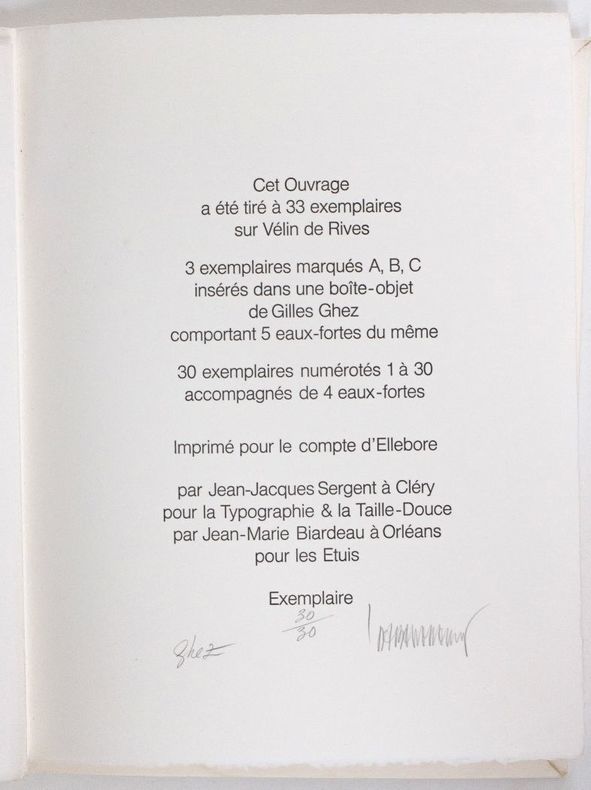 Cet Ouvrage
a été tiré à 33 exemplaires
sur Vélin de Rives
3 exemplaires marqués A, B, C
insérés dans une boîte-objet
de Gilles Ghez
comportant 5 eaux-fortes du même
30 exemplaires numérotés 1 à 30
accompagnés de 4 eaux-fortes
Imprimé pour le compte d'Ellebore
par Jean-Jacques Sergent à Cléry
pour la Typographie & la Taille-Douce
par Jean-Marie Biardeau à Orléans
pour les Etuis
Exemplaire
30/30
Ghez